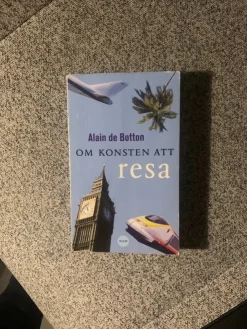 Alain de Botton
OM KONSTEN ATT
resa